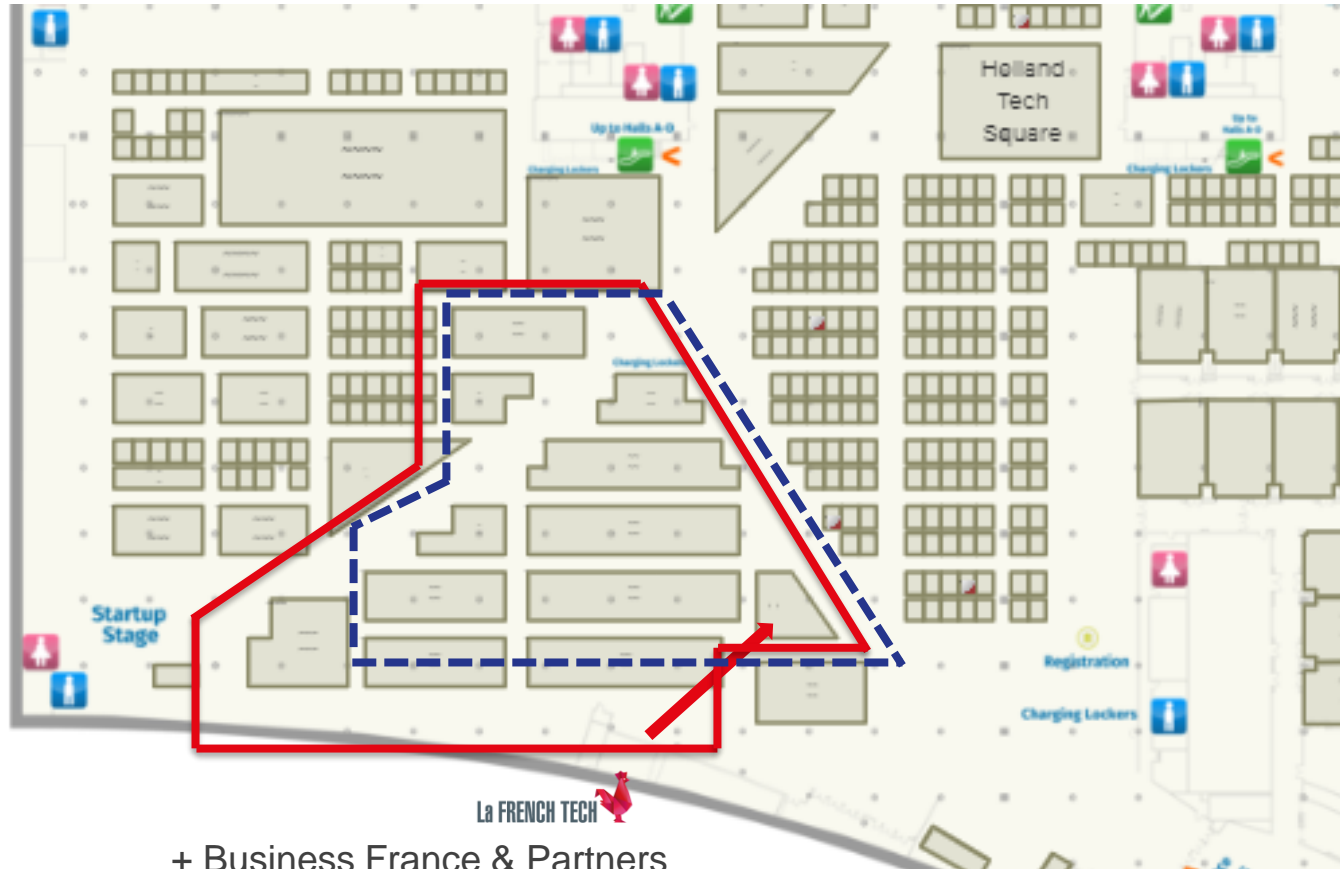 Holland
Tech
Square
Up to Halls A-D
Up to
Halls A-D
Charging Lockers
Charging Lockers
Charging Lockers
Startup
Stage
Registration
Charging Lockers
La FRENCH TECH
+ Business France & Partners